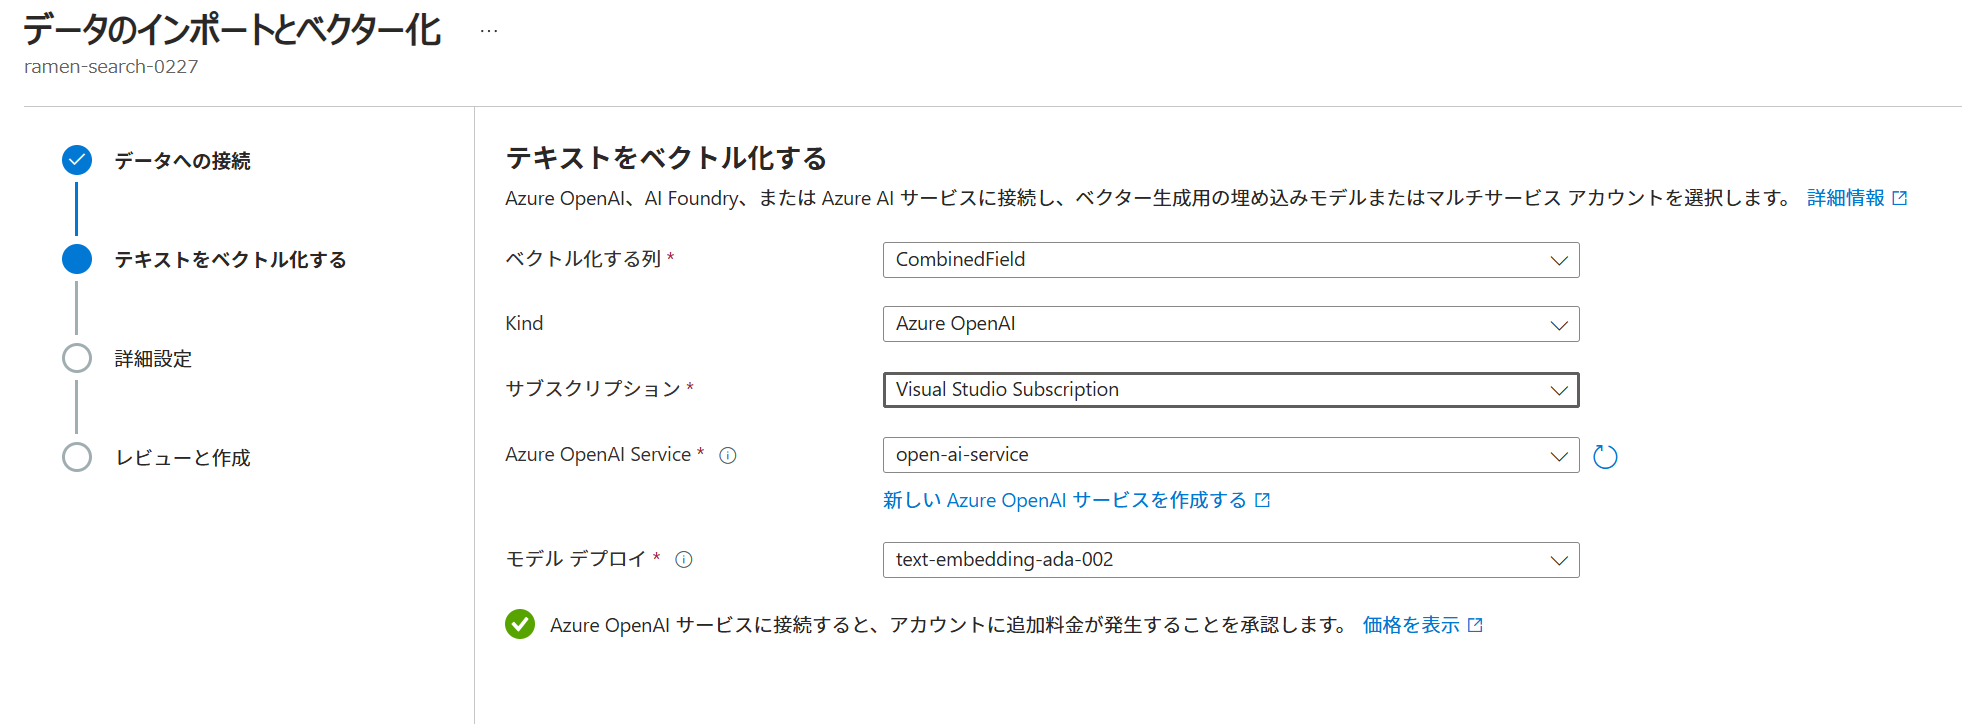 データのインポートとベクター化 …
ramen-search-0227
データへの接続
テキストをベクトル化する
詳細設定
レビューと作成
テキストをベクトル化する
Azure OpenAI、AI Foundry、または Azure AI サービスに接続し、ベクター生成用の埋め込みモデルまたはマルチサービス アカウントを選択します。 詳細情報
ベクトル化する列 * CombinedField
Kind Azure OpenAI
サブスクリプション * Visual Studio Subscription
Azure OpenAI Service * open-ai-service
新しい Azure OpenAI サービスを作成する
モデル デプロイ * text-embedding-ada-002
Azure OpenAI サービスに接続すると、アカウントに追加料金が発生することを承認します。 価格を表示